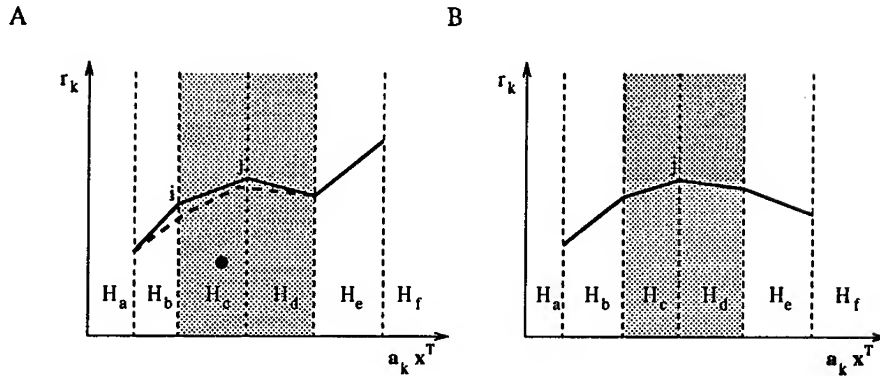 A
B
r_k
r_k
i
j
j
H_a H_b H_c H_d H_e H_f
H_a H_b H_c H_d H_e H_f
a_k x^T
a_k x^T